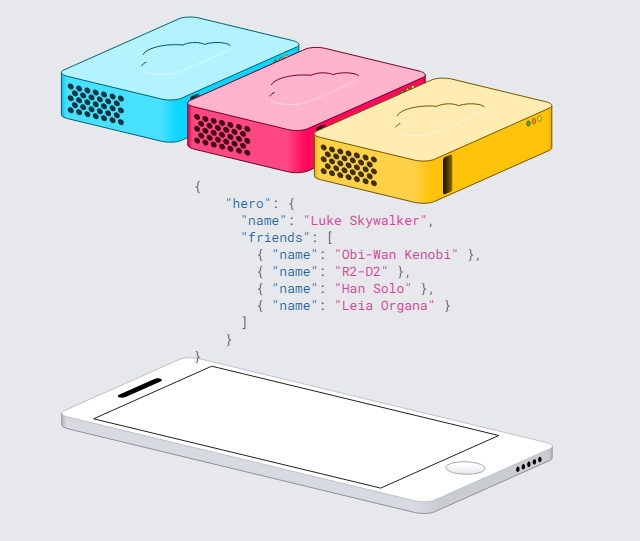 {
"hero": {
"name": "Luke Skywalker",
"friends": [
{ "name": "Obi-Wan Kenobi" },
{ "name": "R2-D2" },
{ "name": "Han Solo" },
{ "name": "Leia Organa" }
]
}
}